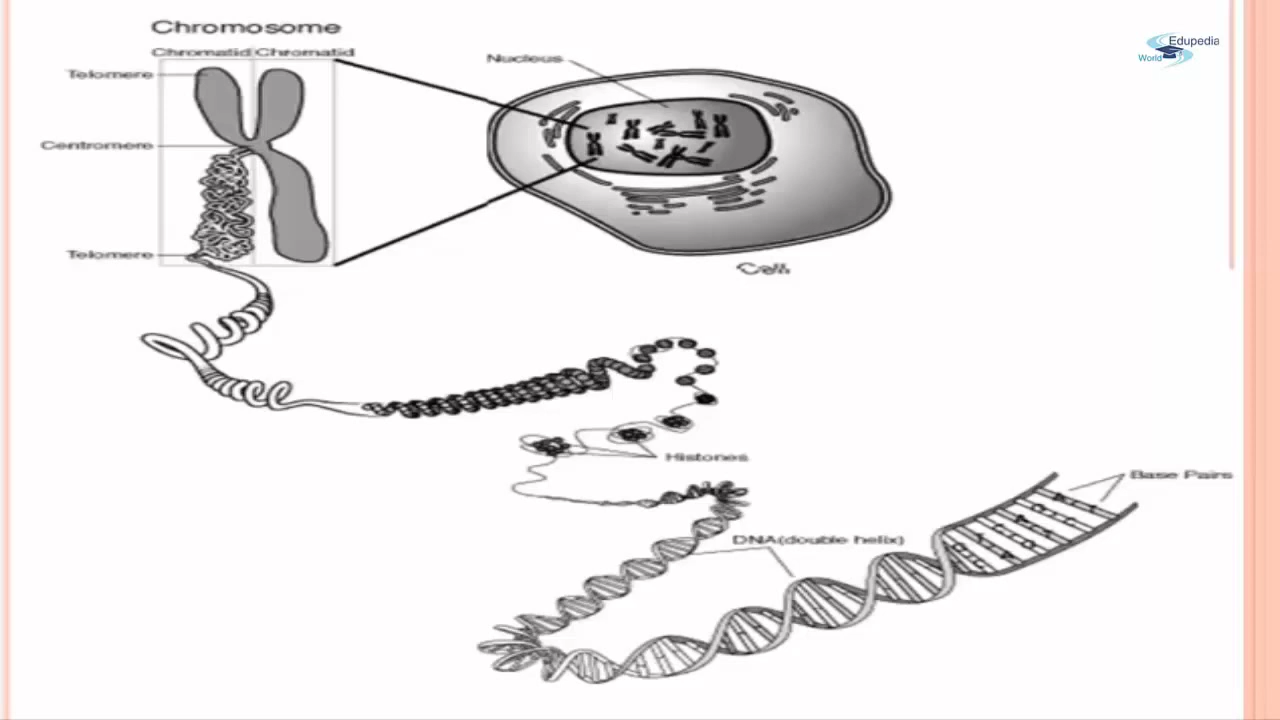 Chromosome
Chromatid Chromatid
Telomere
Centromere
Telomere
Nucleus
Cell
Edupedia
World
Histones
Base Pairs
DNA(double helix)